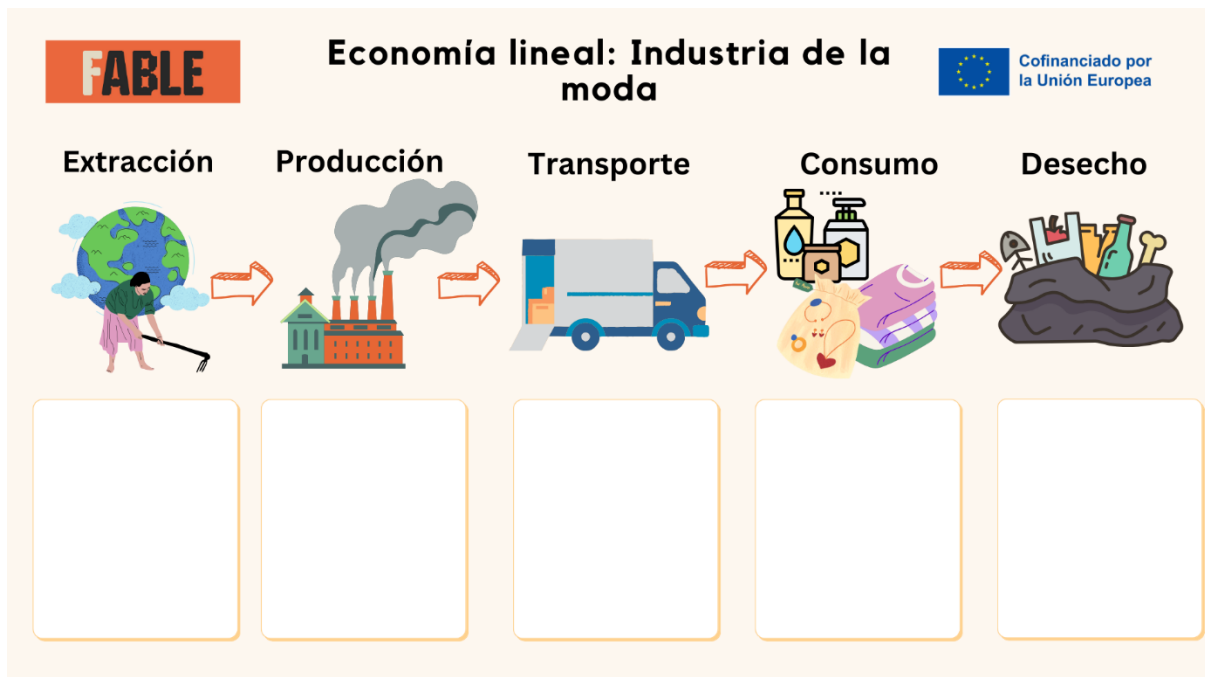 FABLE
Economía lineal: Industria de la
moda
Cofinanciado por
la Unión Europea
Extracción
Producción
Transporte
Consumo
Desecho